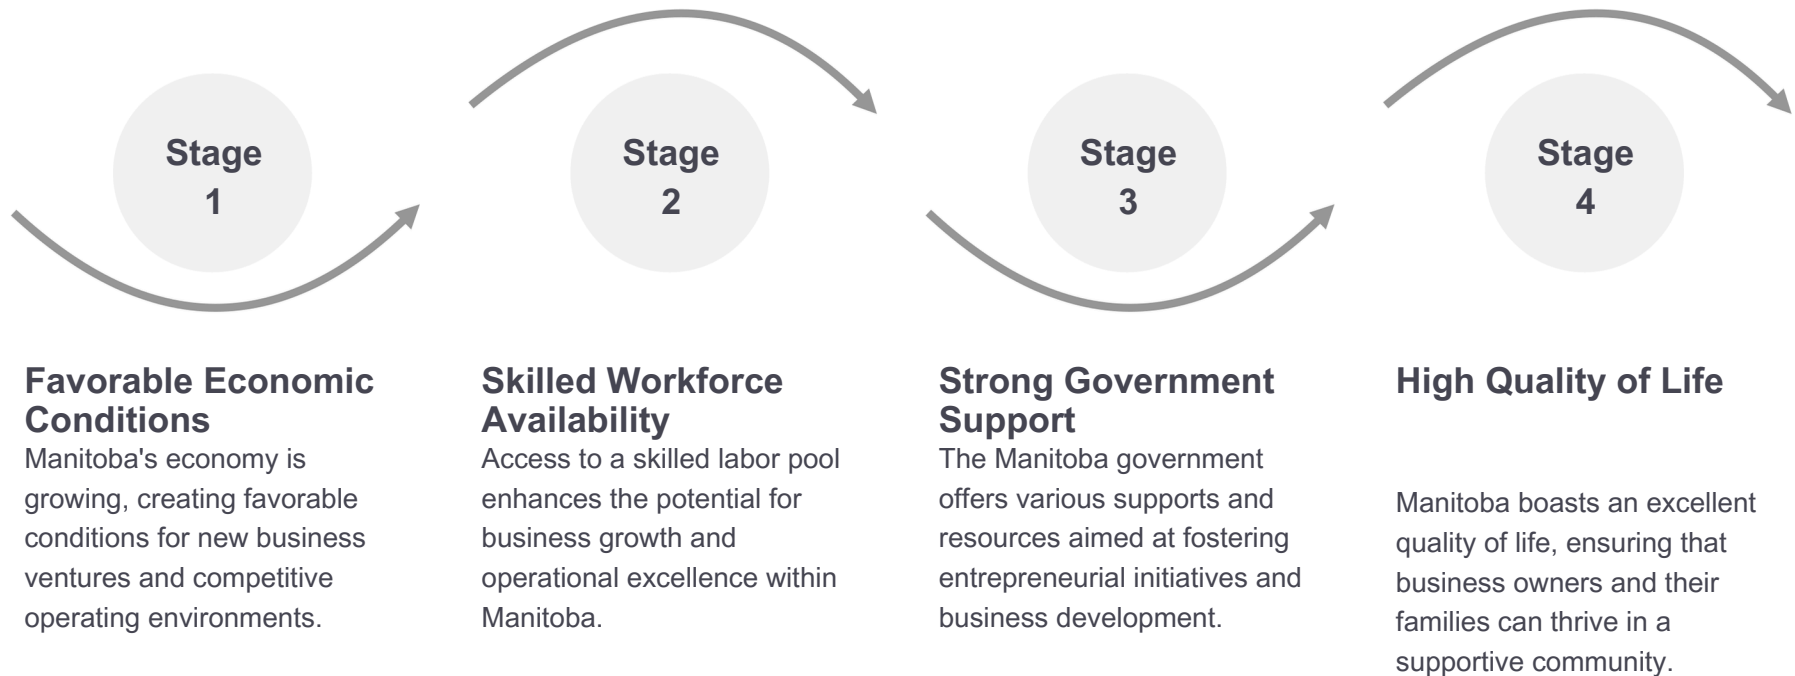 Stage
1
Stage
2
Stage
3
Stage
4
Favorable Economic
Conditions
Manitoba's economy is
growing, creating favorable
conditions for new business
ventures and competitive
operating environments.
Skilled Workforce
Availability
Access to a skilled labor pool
enhances the potential for
business growth and
operational excellence within
Manitoba.
Strong Government
Support
The Manitoba government
offers various supports and
resources aimed at fostering
entrepreneurial initiatives and
business development.
High Quality of Life
Manitoba boasts an excellent
quality of life, ensuring that
business owners and their
families can thrive in a
supportive community.